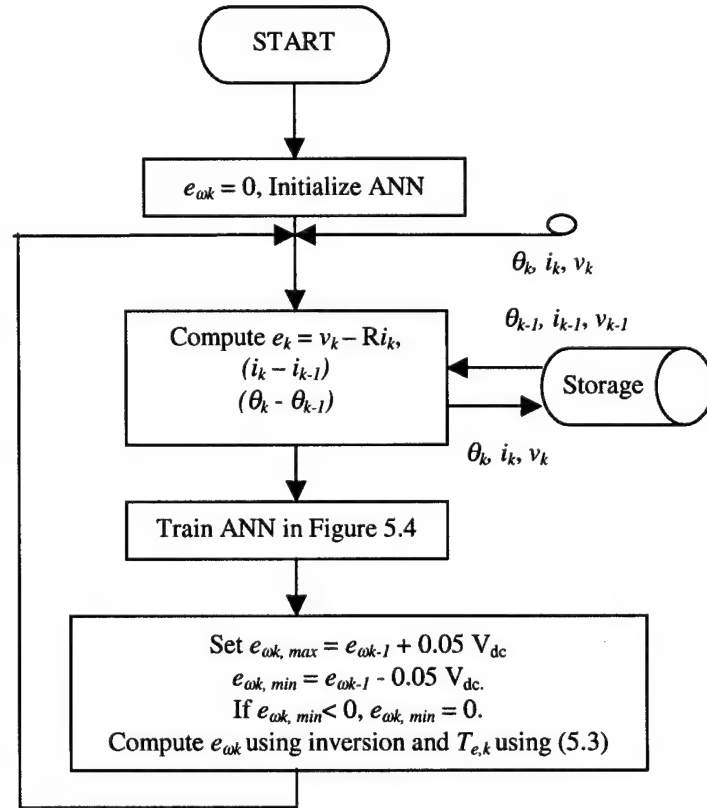 START
e_ωk = 0, Initialize ANN
θ_k, i_k, v_k
Compute e_k = v_k – Ri_k,
(i_k – i_k-1)
(θ_k - θ_k-1)
θ_k-1, i_k-1, v_k-1
Storage
θ_k, i_k, v_k
Train ANN in Figure 5.4
Set e_ωk, max = e_ωk-1 + 0.05 V_dc
e_ωk, min = e_ωk-1 - 0.05 V_dc.
If e_ωk, min < 0, e_ωk, min = 0.
Compute e_ωk using inversion and T_e,k using (5.3)